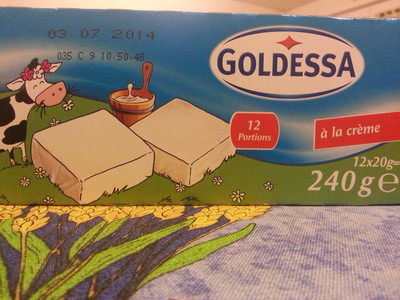 03 07 2014
035 C 9 10:50:48
GOLDESSA
12
Portions
à la crème
12x20g=
240g℮